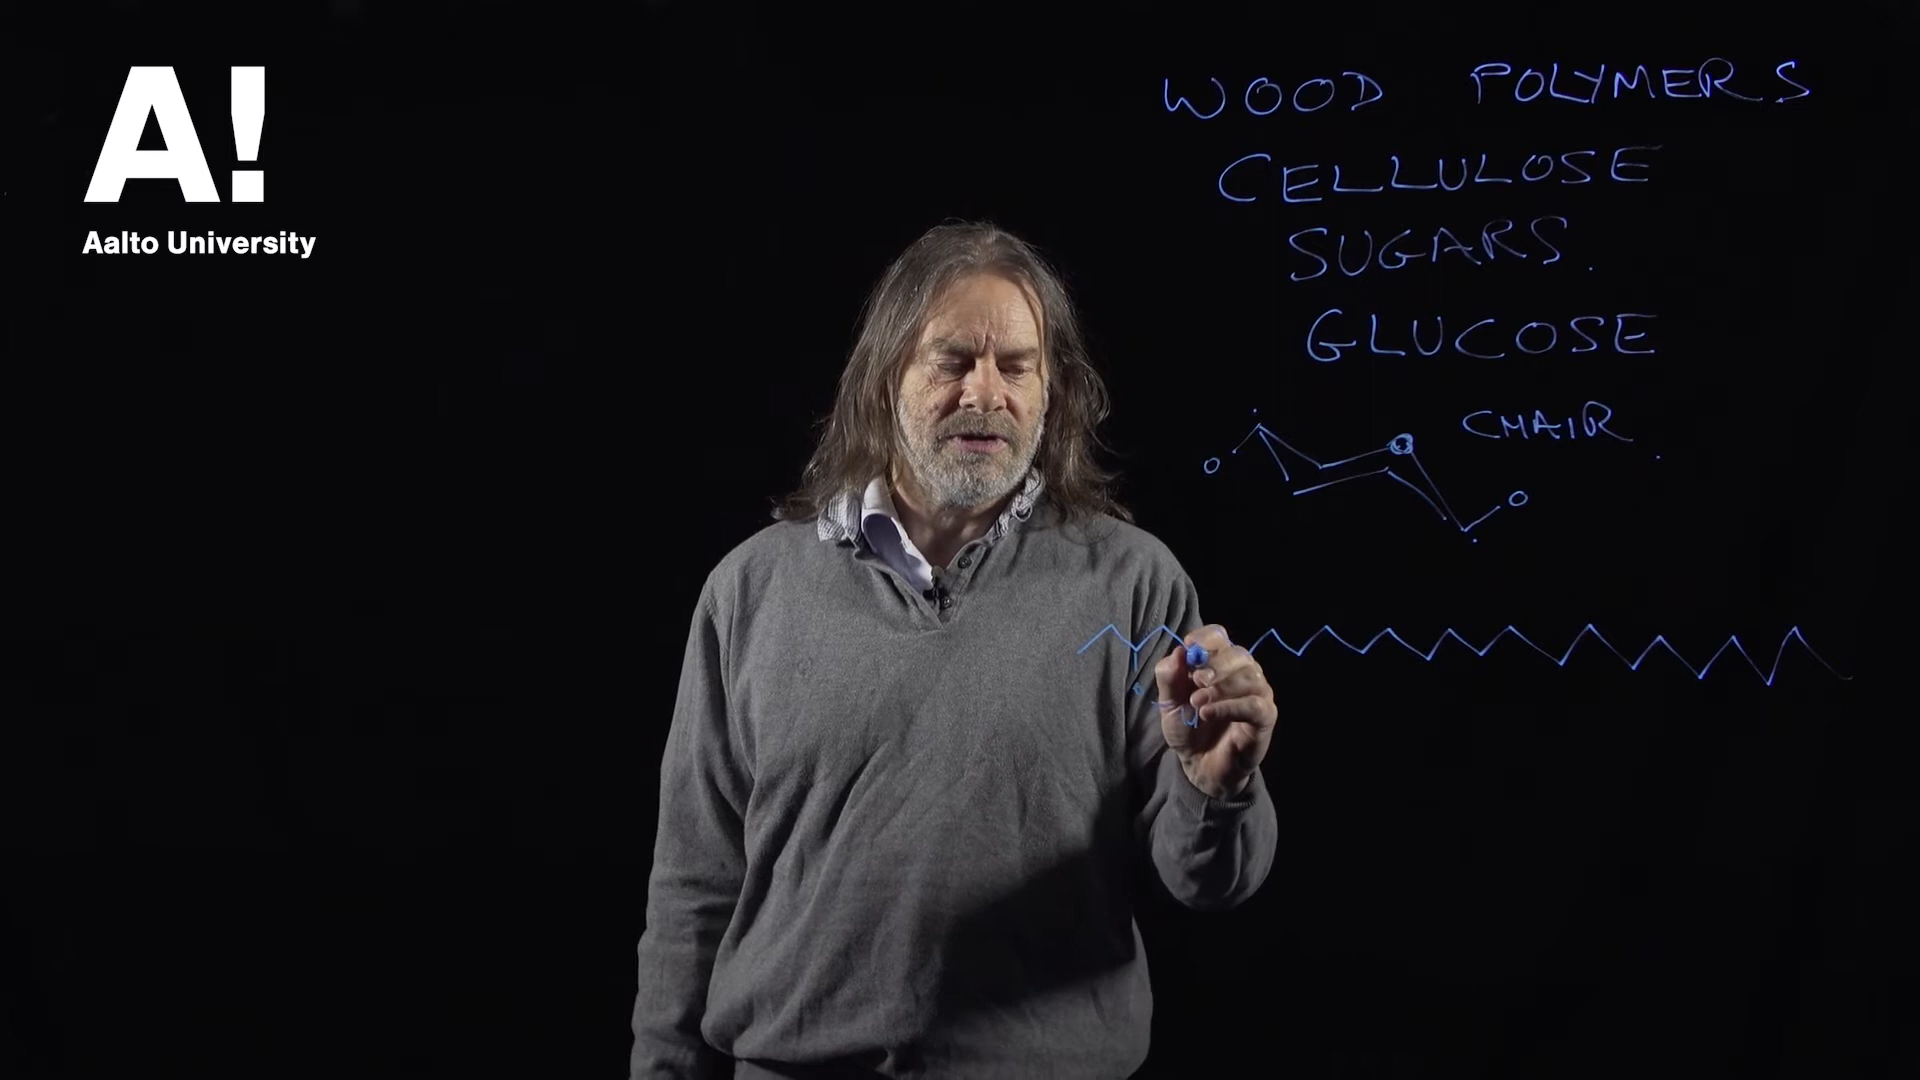 A!
Aalto University
WOOD POLYMERS
CELLULOSE
SUGARS.
GLUCOSE
CHAIR
O
O